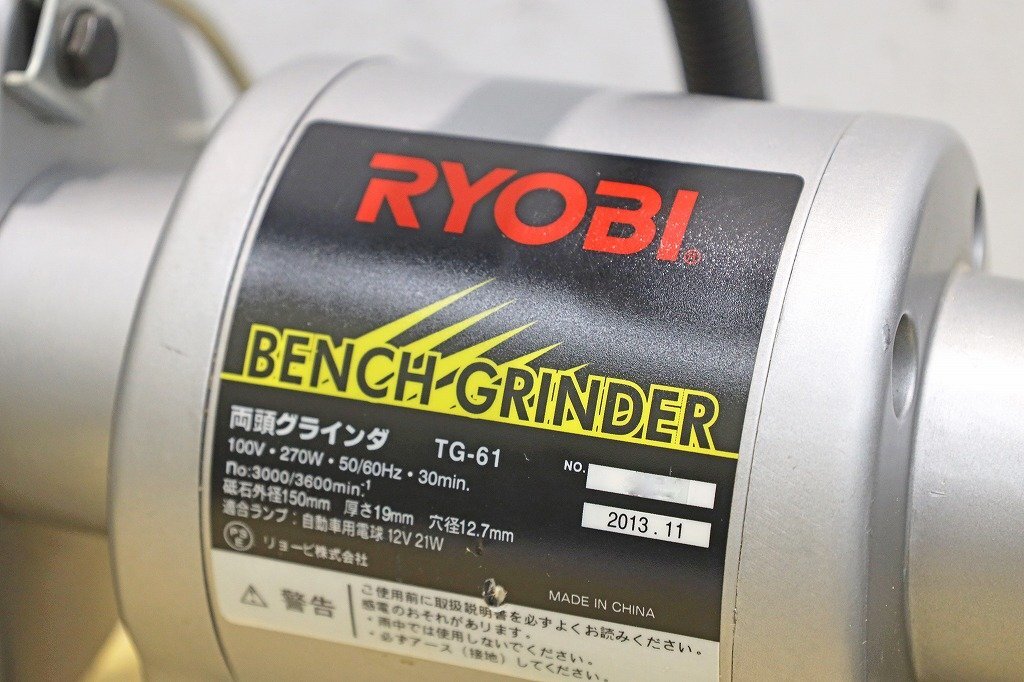 RYOBI®
BENCH GRINDER
両頭グラインダ TG-61
100V・270W・50/60Hz・30min.
no:3000/3600min.-1
砥石外径150mm 厚さ19mm 穴径12.7mm
適合ランプ:自動車用電球 12V 21W
リョービ株式会社
NO.
2013.11
MADE IN CHINA
警告
ご使用前に取扱説明書を必ずよくお読みください。
感電のおそれがあります。
・雨中では使用しないでください。
・必ずアース(接地)してください。